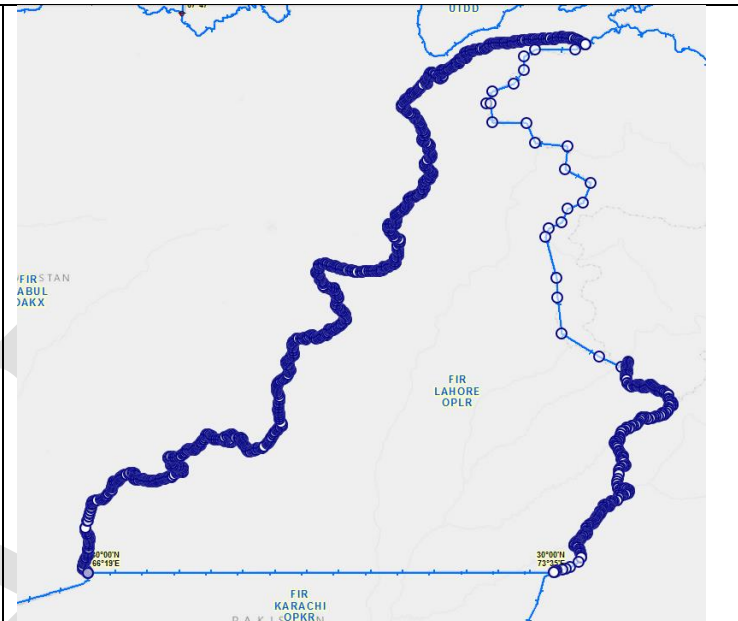 UTDD
STAN
FIR
ABUL
OAKX
FIR
LAHORE
OPLR
30°00'N
66°19'E
30°00'N
73°35'E
FIR
KARACHI
OPKR
PAKISTAN